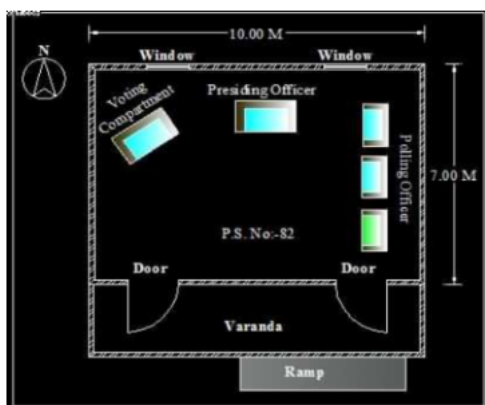 10.00 M
N
Window
Window
Voting
Compartment
Presiding Officer
Polling Officer
7.00 M
P.S. No:-82
Door
Door
Varanda
Ramp